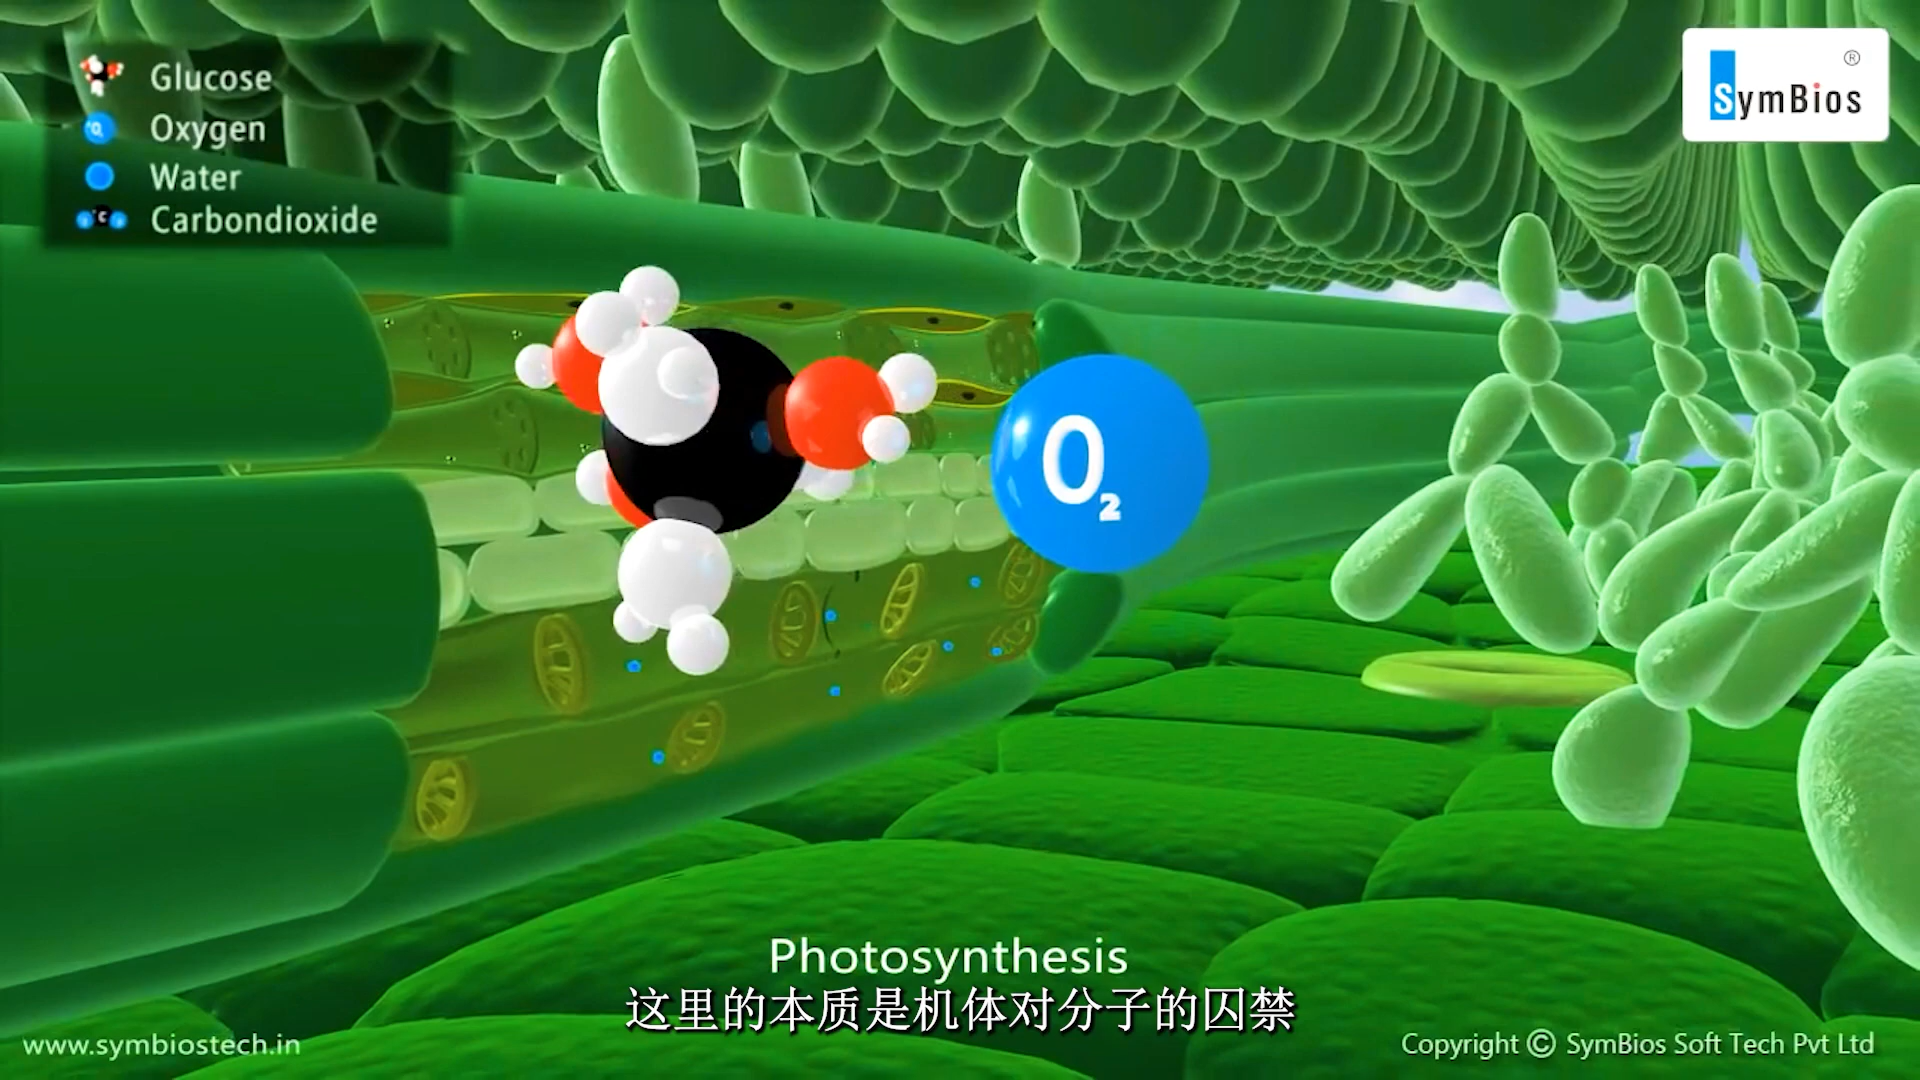 Glucose
Oxygen
Water
Carbondioxide
SymBios ®
O₂
Photosynthesis
这里的本质是机体对分子的囚禁
www.symbiostech.in
Copyright © SymBios Soft Tech Pvt Ltd